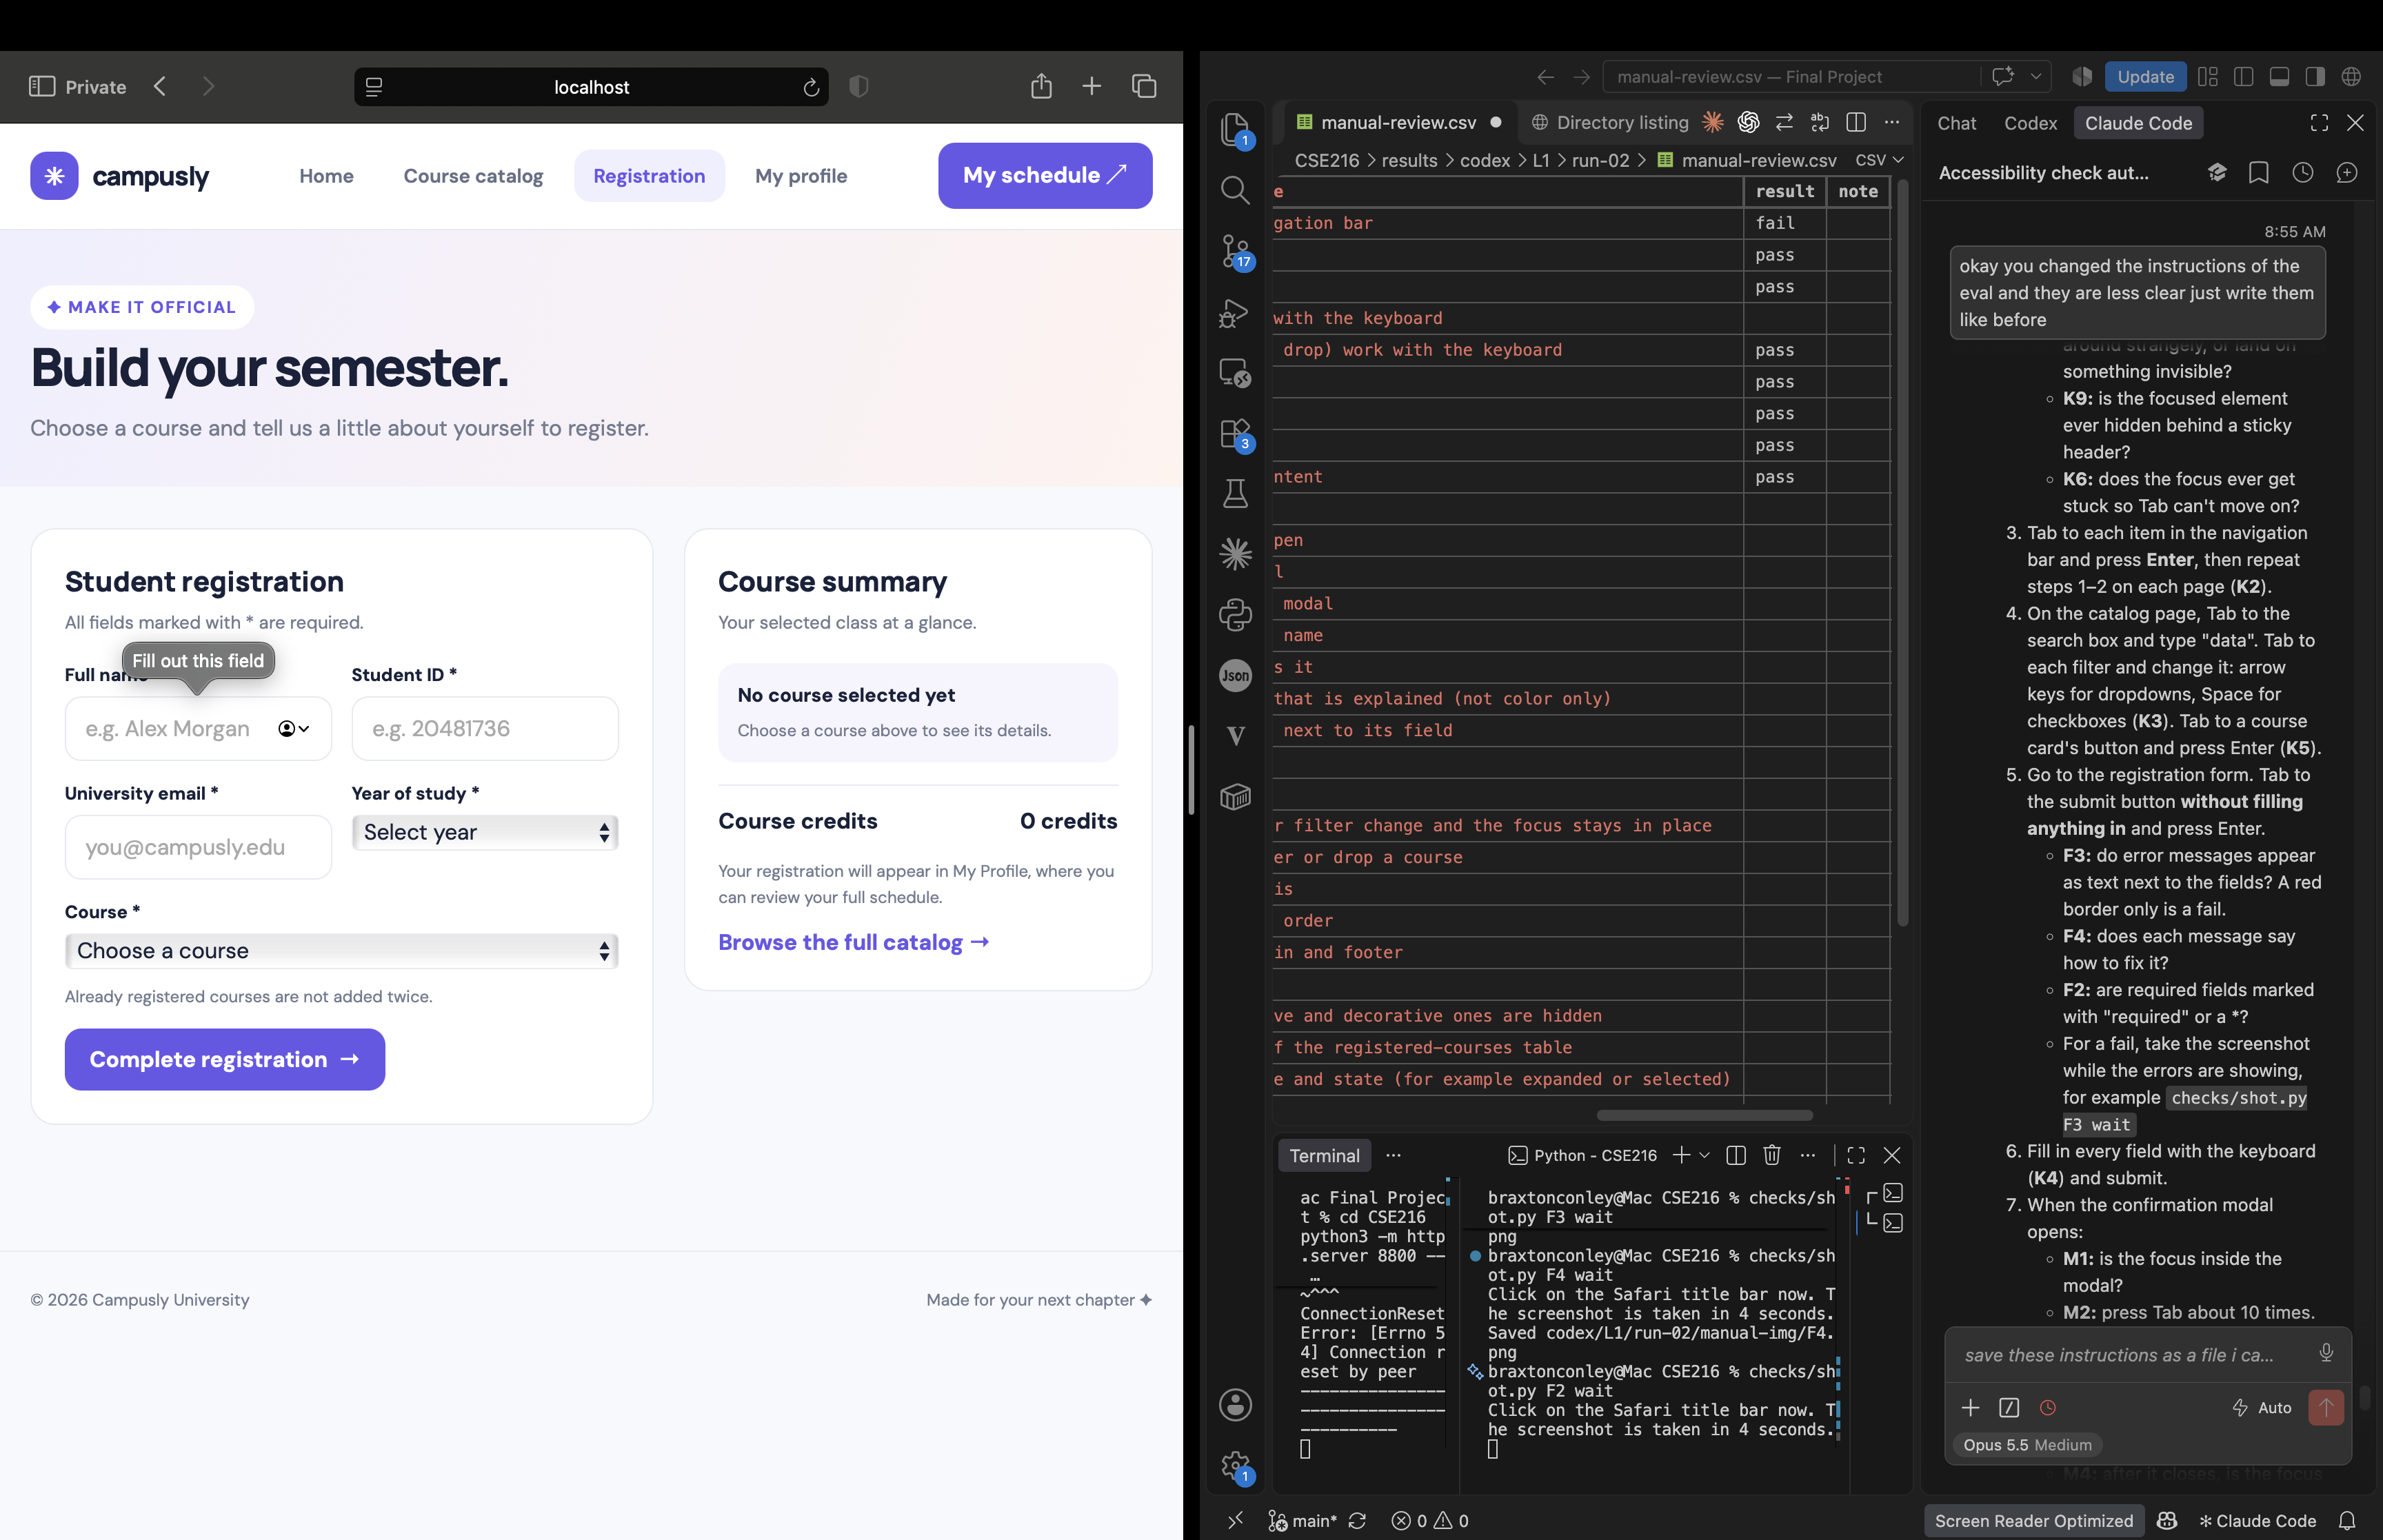 Private
localhost
campusly
Home
Course catalog
Registration
My profile
My schedule ↗
✦ MAKE IT OFFICIAL
Build your semester.
Choose a course and tell us a little about yourself to register.
Student registration
All fields marked with * are required.
Fill out this field
Full name
Student ID *
e.g. Alex Morgan
e.g. 20481736
University email *
Year of study *
you@campusly.edu
Select year
Course *
Choose a course
Already registered courses are not added twice.
Complete registration →
Course summary
Your selected class at a glance.
No course selected yet
Choose a course above to see its details.
Course credits
0 credits
Your registration will appear in My Profile, where you
can review your full schedule.
Browse the full catalog →
© 2026 Campusly University
Made for your next chapter ✦
manual-review.csv — Final Project
Update
1
17
3
Json
V
1
manual-review.csv
Directory listing
CSE216 > results > codex > L1 > run-02 > manual-review.csv
CSV
e
result
note
gation bar
fail
pass
pass
with the keyboard
drop) work with the keyboard
pass
pass
pass
pass
ntent
pass
pen
l
modal
name
s it
that is explained (not color only)
next to its field
r filter change and the focus stays in place
er or drop a course
is
order
in and footer
ve and decorative ones are hidden
f the registered-courses table
e and state (for example expanded or selected)
Terminal
Python - CSE216
ac Final Projec
t % cd CSE216
python3 -m http
.server 8800 --
…
~^^^
ConnectionReset
Error: [Errno 5
4] Connection r
eset by peer
---------------
---------------
----------
braxtonconley@Mac CSE216 % checks/sh
ot.py F3 wait
png
braxtonconley@Mac CSE216 % checks/sh
ot.py F4 wait
Click on the Safari title bar now. T
he screenshot is taken in 4 seconds.
Saved codex/L1/run-02/manual-img/F4.
png
braxtonconley@Mac CSE216 % checks/sh
ot.py F2 wait
Click on the Safari title bar now. T
he screenshot is taken in 4 seconds.
Chat
Codex
Claude Code
Accessibility check aut...
8:55 AM
okay you changed the instructions of the
eval and they are less clear just write them
like before
around strangely, or land on
something invisible?
K9: is the focused element
ever hidden behind a sticky
header?
K6: does the focus ever get
stuck so Tab can't move on?
3. Tab to each item in the navigation
bar and press Enter, then repeat
steps 1–2 on each page (K2).
4. On the catalog page, Tab to the
search box and type "data". Tab to
each filter and change it: arrow
keys for dropdowns, Space for
checkboxes (K3). Tab to a course
card's button and press Enter (K5).
5. Go to the registration form. Tab to
the submit button without filling
anything in and press Enter.
F3: do error messages appear
as text next to the fields? A red
border only is a fail.
F4: does each message say
how to fix it?
F2: are required fields marked
with "required" or a *?
For a fail, take the screenshot
while the errors are showing,
for example checks/shot.py
F3 wait
6. Fill in every field with the keyboard
(K4) and submit.
7. When the confirmation modal
opens:
M1: is the focus inside the
modal?
M2: press Tab about 10 times.
save these instructions as a file i ca...
Auto
Opus 5.5 Medium
M4: after it closes, is the focus
main*
0
0
Screen Reader Optimized
Claude Code